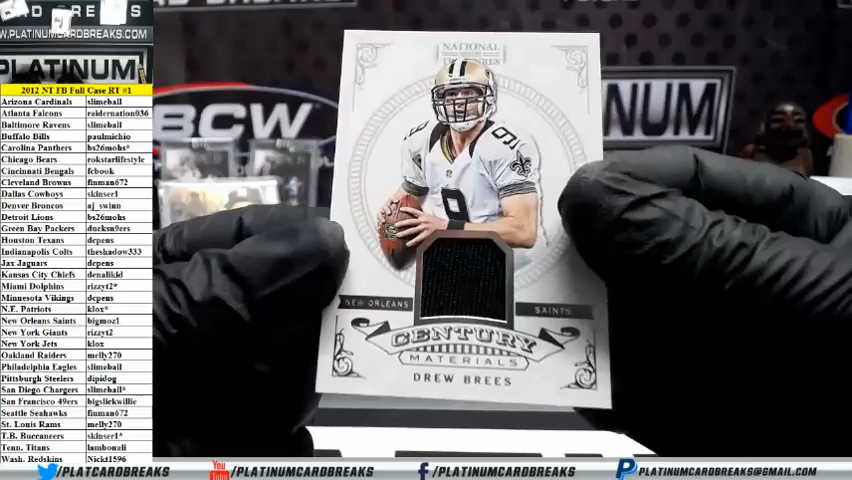 WWW.PLATINUMCARDBREAKS.COM
PLATINUM
2012 NT FB Full Case RT #1
Arizona Cardinals slimeball
Atlanta Falcons raidernation036
Baltimore Ravens slimeball
Buffalo Bills paulmichio
Carolina Panthers bs26mohs*
Chicago Bears rokstarlifestyle
Cincinnati Bengals fcbook
Cleveland Browns finman672
Dallas Cowboys skinser1
Denver Broncos aj_swinn
Detroit Lions bs26mohs
Green Bay Packers ducksn9ers
Houston Texans dcpens
Indianapolis Colts theshadow333
Jax Jaguars dcpens
Kansas City Chiefs denalikid
Miami Dolphins rizzyt2*
Minnesota Vikings dcpens
N.E. Patriots klox*
New Orleans Saints bigmoz1
New York Giants rizzyt2
New York Jets klox
Oakland Raiders melly270
Philadelphia Eagles slimeball
Pittsburgh Steelers dipidog
San Diego Chargers slimeball*
San Francisco 49ers bigslickwillie
Seattle Seahawks finman672
St. Louis Rams melly270
T.B. Buccaneers skinser1*
Tenn. Titans lambonali
Wash. Redskins Nickt1596
BCW
NATIONAL
9
9
NEW ORLEANS
SAINTS
CENTURY
MATERIALS
DREW BREES
/PLATCARDBREAKS
You Tube /PLATINUMCARDBREAKS
/PLATINUMCARDBREAKS
PLATINUMCARDBREAKS@GMAIL.COM